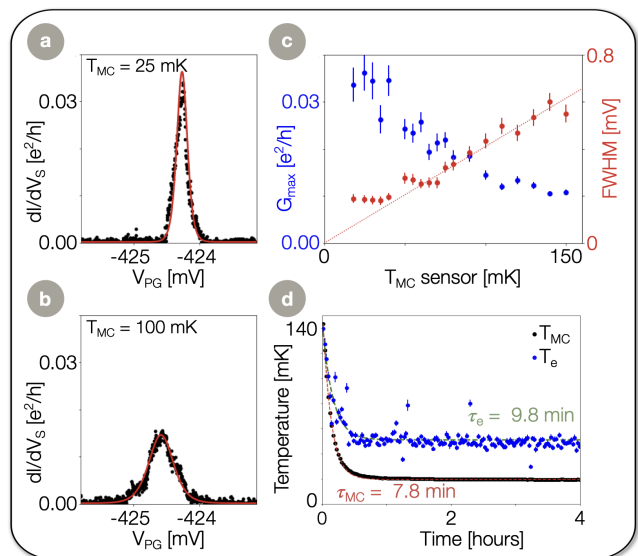 a
T_MC = 25 mK
0.03
0.00
dI/dV_S [e²/h]
-425
-424
V_PG [mV]
b
T_MC = 100 mK
0.03
0.00
dI/dV_S [e²/h]
-425
-424
V_PG [mV]
c
0.03
0.00
G_max [e²/h]
0.8
0
FWHM [mV]
0
150
T_MC sensor [mK]
d
140
0
Temperature [mK]
T_MC
T_e
τ_e = 9.8 min
τ_MC = 7.8 min
0
2
4
Time [hours]